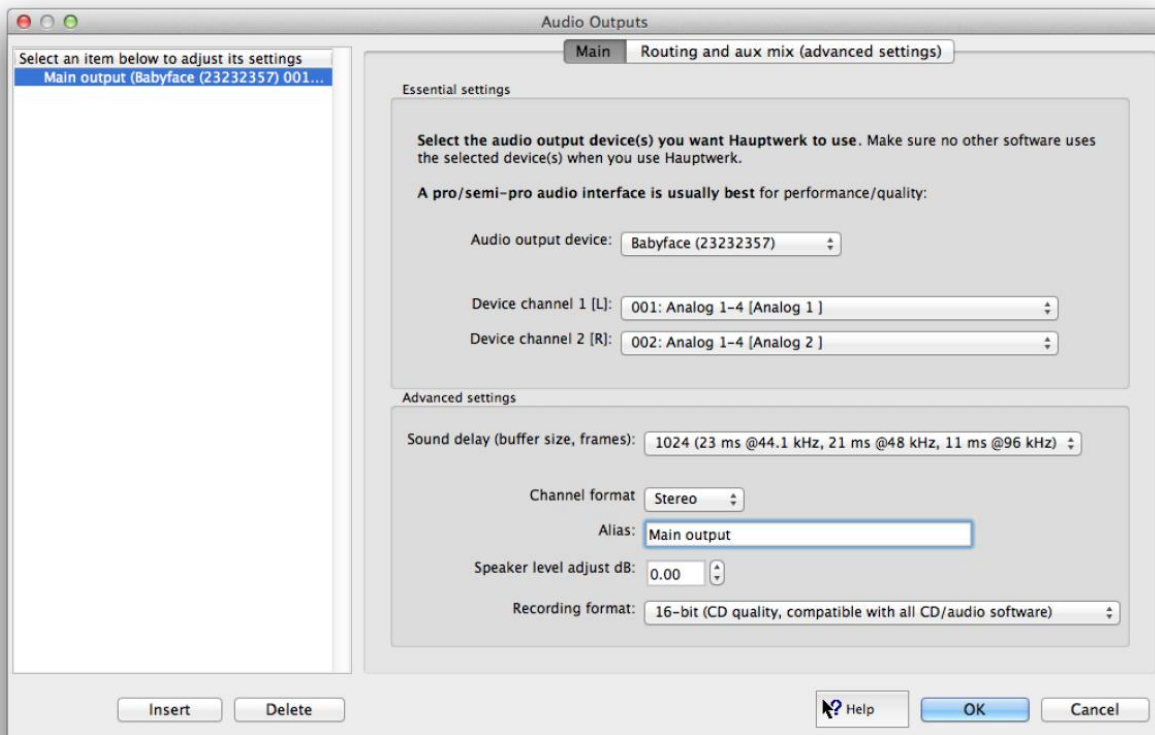 Audio Outputs
Select an item below to adjust its settings
Main output (Babyface (23232357) 001...
Main
Routing and aux mix (advanced settings)
Essential settings
Select the audio output device(s) you want Hauptwerk to use. Make sure no other software uses
the selected device(s) when you use Hauptwerk.
A pro/semi-pro audio interface is usually best for performance/quality:
Audio output device: Babyface (23232357)
Device channel 1 [L]: 001: Analog 1-4 [Analog 1 ]
Device channel 2 [R]: 002: Analog 1-4 [Analog 2 ]
Advanced settings
Sound delay (buffer size, frames): 1024 (23 ms @44.1 kHz, 21 ms @48 kHz, 11 ms @96 kHz)
Channel format Stereo
Alias: Main output
Speaker level adjust dB: 0.00
Recording format: 16-bit (CD quality, compatible with all CD/audio software)
Insert
Delete
? Help
OK
Cancel